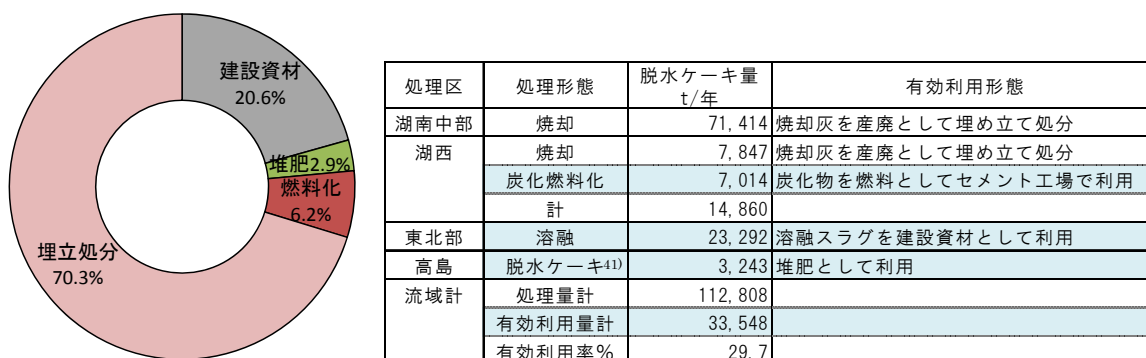 建設資材
20.6%
堆肥2.9%
燃料化
6.2%
埋立処分
70.3%
処理区 処理形態 脱水ケーキ量 t/年 有効利用形態
湖南中部 焼却 71,414 焼却灰を産廃として埋め立て処分
湖西 焼却 7,847 焼却灰を産廃として埋め立て処分
炭化燃料化 7,014 炭化物を燃料としてセメント工場で利用
計 14,860
東北部 溶融 23,292 溶融スラグを建設資材として利用
高島 脱水ケーキ41) 3,243 堆肥として利用
流域計 処理量計 112,808
有効利用量計 33,548
有効利用率% 29.7